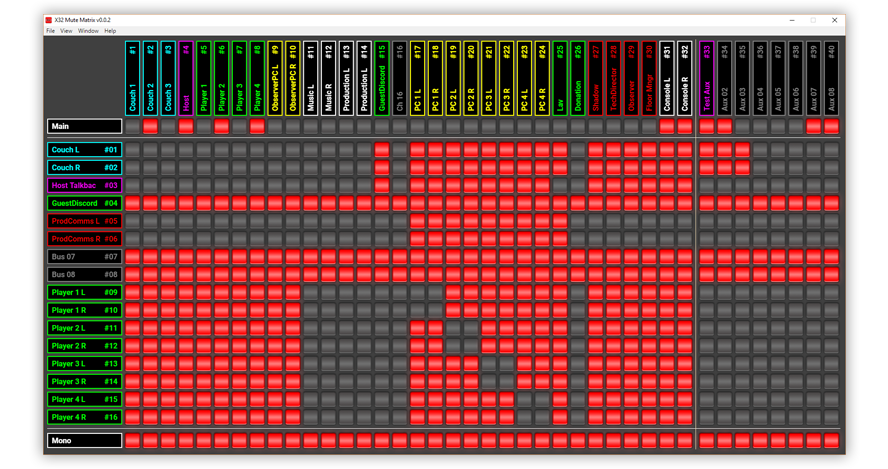 X32 Mute Matrix v0.0.2
File View Window Help
Couch 1 #1
Couch 2 #2
Couch 3 #3
Host #4
Player 1 #5
Player 2 #6
Player 3 #7
Player 4 #8
ObserverPC L #9
ObserverPC R #10
Music L #11
Music R #12
Production L #13
Production L #14
GuestDiscord #15
Ch 16 #16
PC 1 L #17
PC 1 R #18
PC 2 L #19
PC 2 R #20
PC 3 L #21
PC 3 R #22
PC 4 L #23
PC 4 R #24
Lav #25
Donation #26
Shadow #27
TechDirector #28
Observer #29
Floor Mngr #30
Console L #31
Console R #32
Test Aux #33
Aux 02 #34
Aux 03 #35
Aux 04 #36
Aux 05 #37
Aux 06 #38
Aux 07 #39
Aux 08 #40
Main
Couch L #01
Couch R #02
Host Talkbac #03
GuestDiscord #04
ProdComms L
ProdComms R #06
Bus 07 #07
Bus 08 #08
Player 1 L #09
Player 1 R #10
Player 2 L #11
Player 2 R #12
Player 3 L #13
Player 3 R #14
Player 4 L #15
Player 4 R #16
Mono